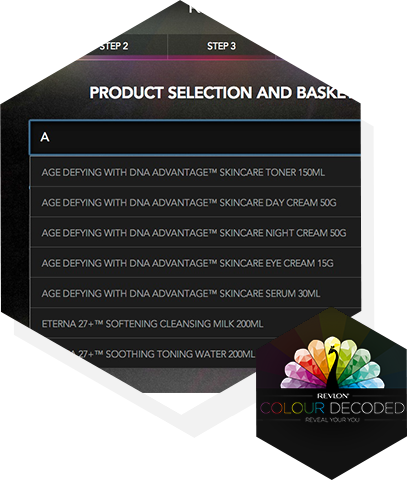 STEP 2 STEP 3
PRODUCT SELECTION AND BASKE
A
AGE DEFYING WITH DNA ADVANTAGE™ SKINCARE TONER 150ML
AGE DEFYING WITH DNA ADVANTAGE™ SKINCARE DAY CREAM 50G
AGE DEFYING WITH DNA ADVANTAGE™ SKINCARE NIGHT CREAM 50G
AGE DEFYING WITH DNA ADVANTAGE™ SKINCARE EYE CREAM 15G
AGE DEFYING WITH DNA ADVANTAGE™ SKINCARE SERUM 30ML
ETERNA 27+™ SOFTENING CLEANSING MILK 200ML
27+™ SOOTHING TONING WATER 200ML
REVLON
COLOUR DECODED
REVEAL YOUR YOU